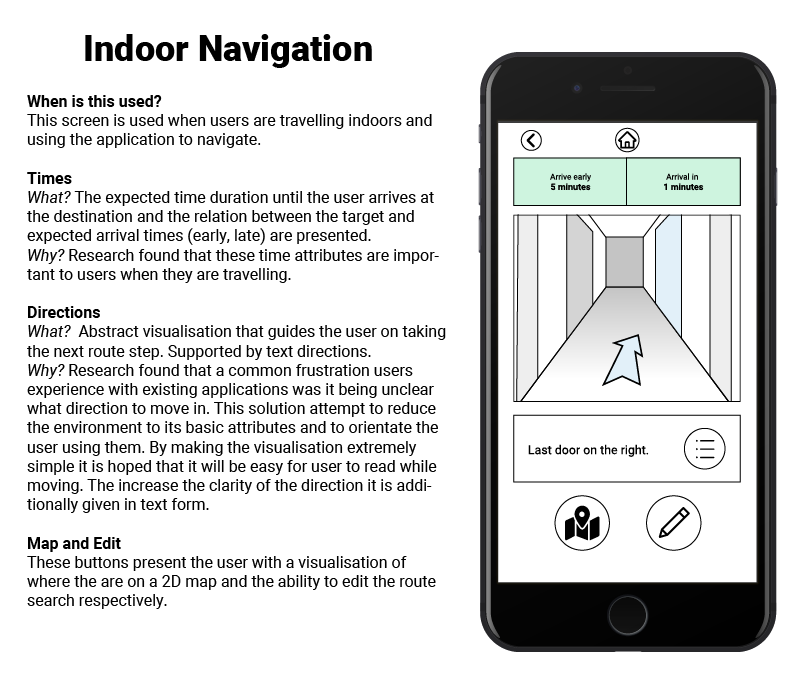 Indoor Navigation
When is this used?
This screen is used when users are travelling indoors and
using the application to navigate.
Times
What? The expected time duration until the user arrives at
the destination and the relation between the target and
expected arrival times (early, late) are presented.
Why? Research found that these time attributes are impor-
tant to users when they are travelling.
Directions
What? Abstract visualisation that guides the user on taking
the next route step. Supported by text directions.
Why? Research found that a common frustration users
experience with existing applications was it being unclear
what direction to move in. This solution attempt to reduce
the environment to its basic attributes and to orientate the
user using them. By making the visualisation extremely
simple it is hoped that it will be easy for user to read while
moving. The increase the clarity of the direction it is addi-
tionally given in text form.
Map and Edit
These buttons present the user with a visualisation of
where the are on a 2D map and the ability to edit the route
search respectively.
Arrive early
5 minutes
Arrival in
1 minutes
Last door on the right.